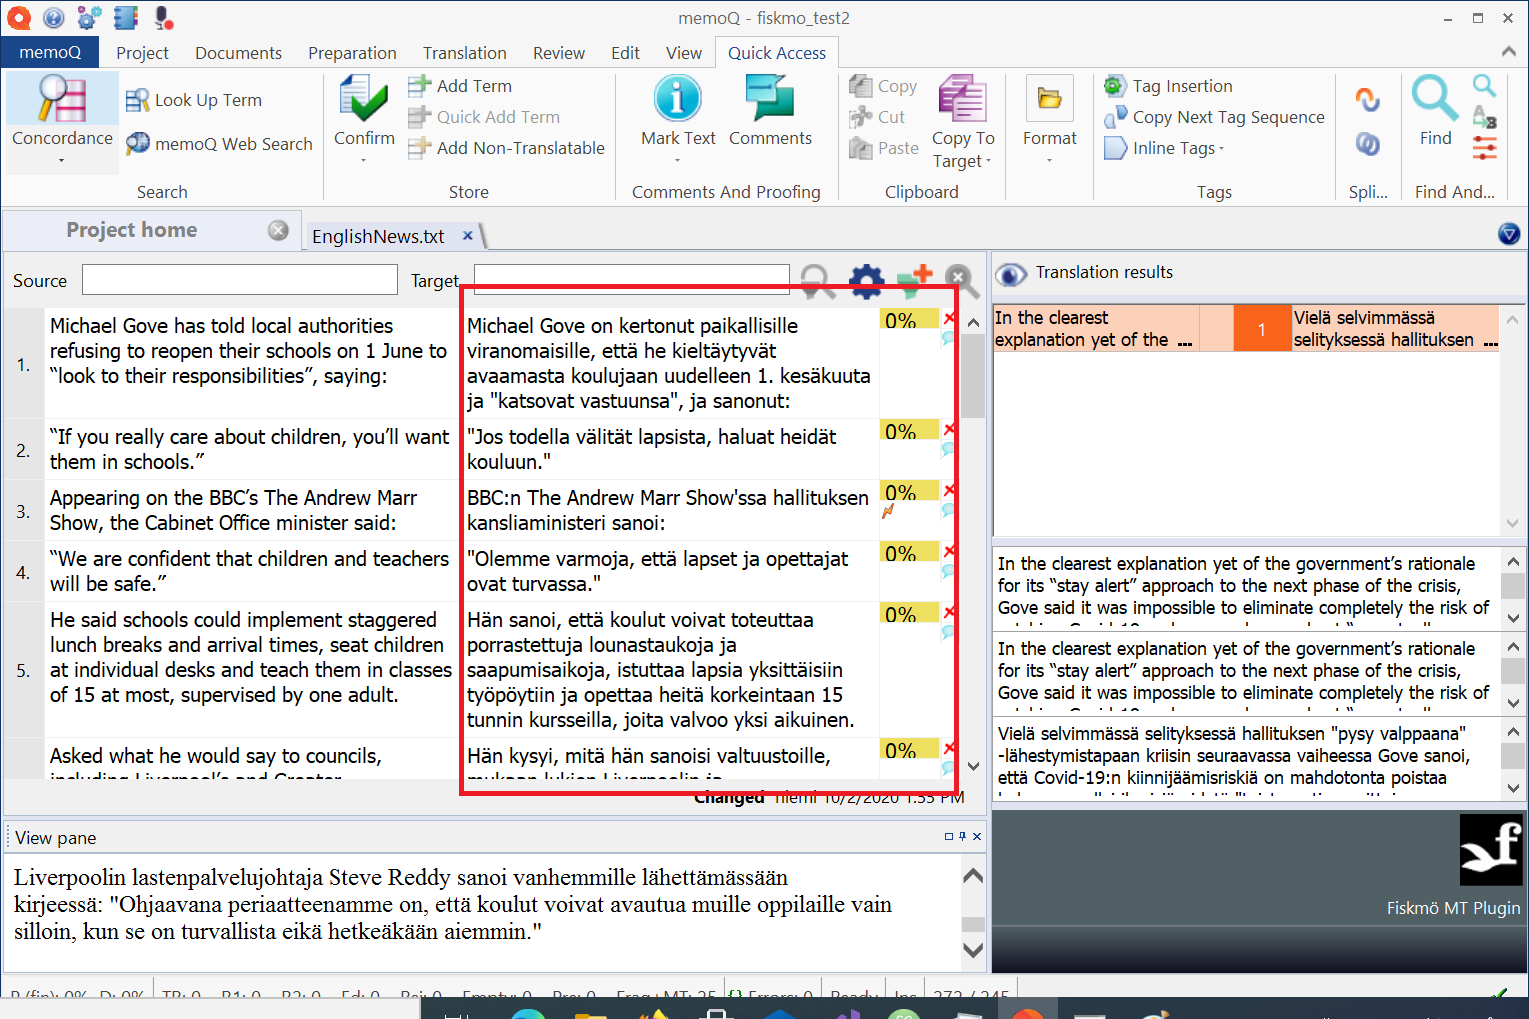 memoQ - fiskmo_test2
memoQ Project Documents Preparation Translation Review Edit View Quick Access
Concordance
Look Up Term
memoQ Web Search
Search
Confirm
Add Term
Quick Add Term
Add Non-Translatable
Store
Mark Text
Comments
Comments And Proofing
Copy
Cut
Paste
Copy To
Target
Clipboard
Format
Tag Insertion
Copy Next Tag Sequence
Inline Tags
Tags
Spli...
Find
Find And...
Project home
EnglishNews.txt
Source
Target
1.
Michael Gove has told local authorities
refusing to reopen their schools on 1 June to
“look to their responsibilities”, saying:
Michael Gove on kertonut paikallisille
viranomaisille, että he kieltäytyvät
avaamasta koulujaan uudelleen 1. kesäkuuta
ja "katsovat vastuunsa", ja sanonut:
0%
2.
“If you really care about children, you’ll want
them in schools.”
"Jos todella välität lapsista, haluat heidät
kouluun."
0%
3.
Appearing on the BBC’s The Andrew Marr
Show, the Cabinet Office minister said:
BBC:n The Andrew Marr Show'ssa hallituksen
kansliaministeri sanoi:
0%
4.
“We are confident that children and teachers
will be safe.”
"Olemme varmoja, että lapset ja opettajat
ovat turvassa."
0%
5.
He said schools could implement staggered
lunch breaks and arrival times, seat children
at individual desks and teach them in classes
of 15 at most, supervised by one adult.
Hän sanoi, että koulut voivat toteuttaa
porrastettuja lounastaukoja ja
saapumisaikoja, istuttaa lapsia yksittäisiin
työpöytiin ja opettaa heitä korkeintaan 15
tunnin kursseilla, joita valvoo yksi aikuinen.
0%
Asked what he would say to councils,
including Liverpool’s and Greater
Hän kysyi, mitä hän sanoisi valtuustoille,
mukaan lukien Liverpoolin ja
0%
Changed niemi 10/2/2020 1:55 PM
View pane
Liverpoolin lastenpalvelujohtaja Steve Reddy sanoi vanhemmille lähettämässään
kirjeessä: "Ohjaavana periaatteenamme on, että koulut voivat avautua muille oppilaille vain
silloin, kun se on turvallista eikä hetkeäkään aiemmin."
Translation results
In the clearest
explanation yet of the ...
1
Vielä selvimmässä
selityksessä hallituksen ...
In the clearest explanation yet of the government’s rationale
for its “stay alert” approach to the next phase of the crisis,
Gove said it was impossible to eliminate completely the risk of
In the clearest explanation yet of the government’s rationale
for its “stay alert” approach to the next phase of the crisis,
Gove said it was impossible to eliminate completely the risk of
Vielä selvimmässä selityksessä hallituksen "pysy valppaana"
-lähestymistapaan kriisin seuraavassa vaiheessa Gove sanoi,
että Covid-19:n kiinnijäämisriskiä on mahdotonta poistaa
f
Fiskmö MT Plugin